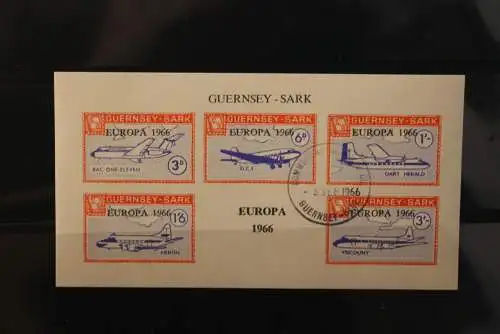 GUERNSEY - SARK
GUERNSEY-SARK
EUROPA 1966
BAC ONE-ELEVEN
3D
GUERNSEY-SARK
EUROPA 1966
D.C.3
6D
GUERNSEY-SARK
EUROPA 1966
DART HERALD
1/-
GUERNSEY-SARK
EUROPA 1966
HERON
1/6
EUROPA
1966
1966
GUERNSEY
GUERNSEY-SARK
EUROPA 1966
VISCOUNT
3/-